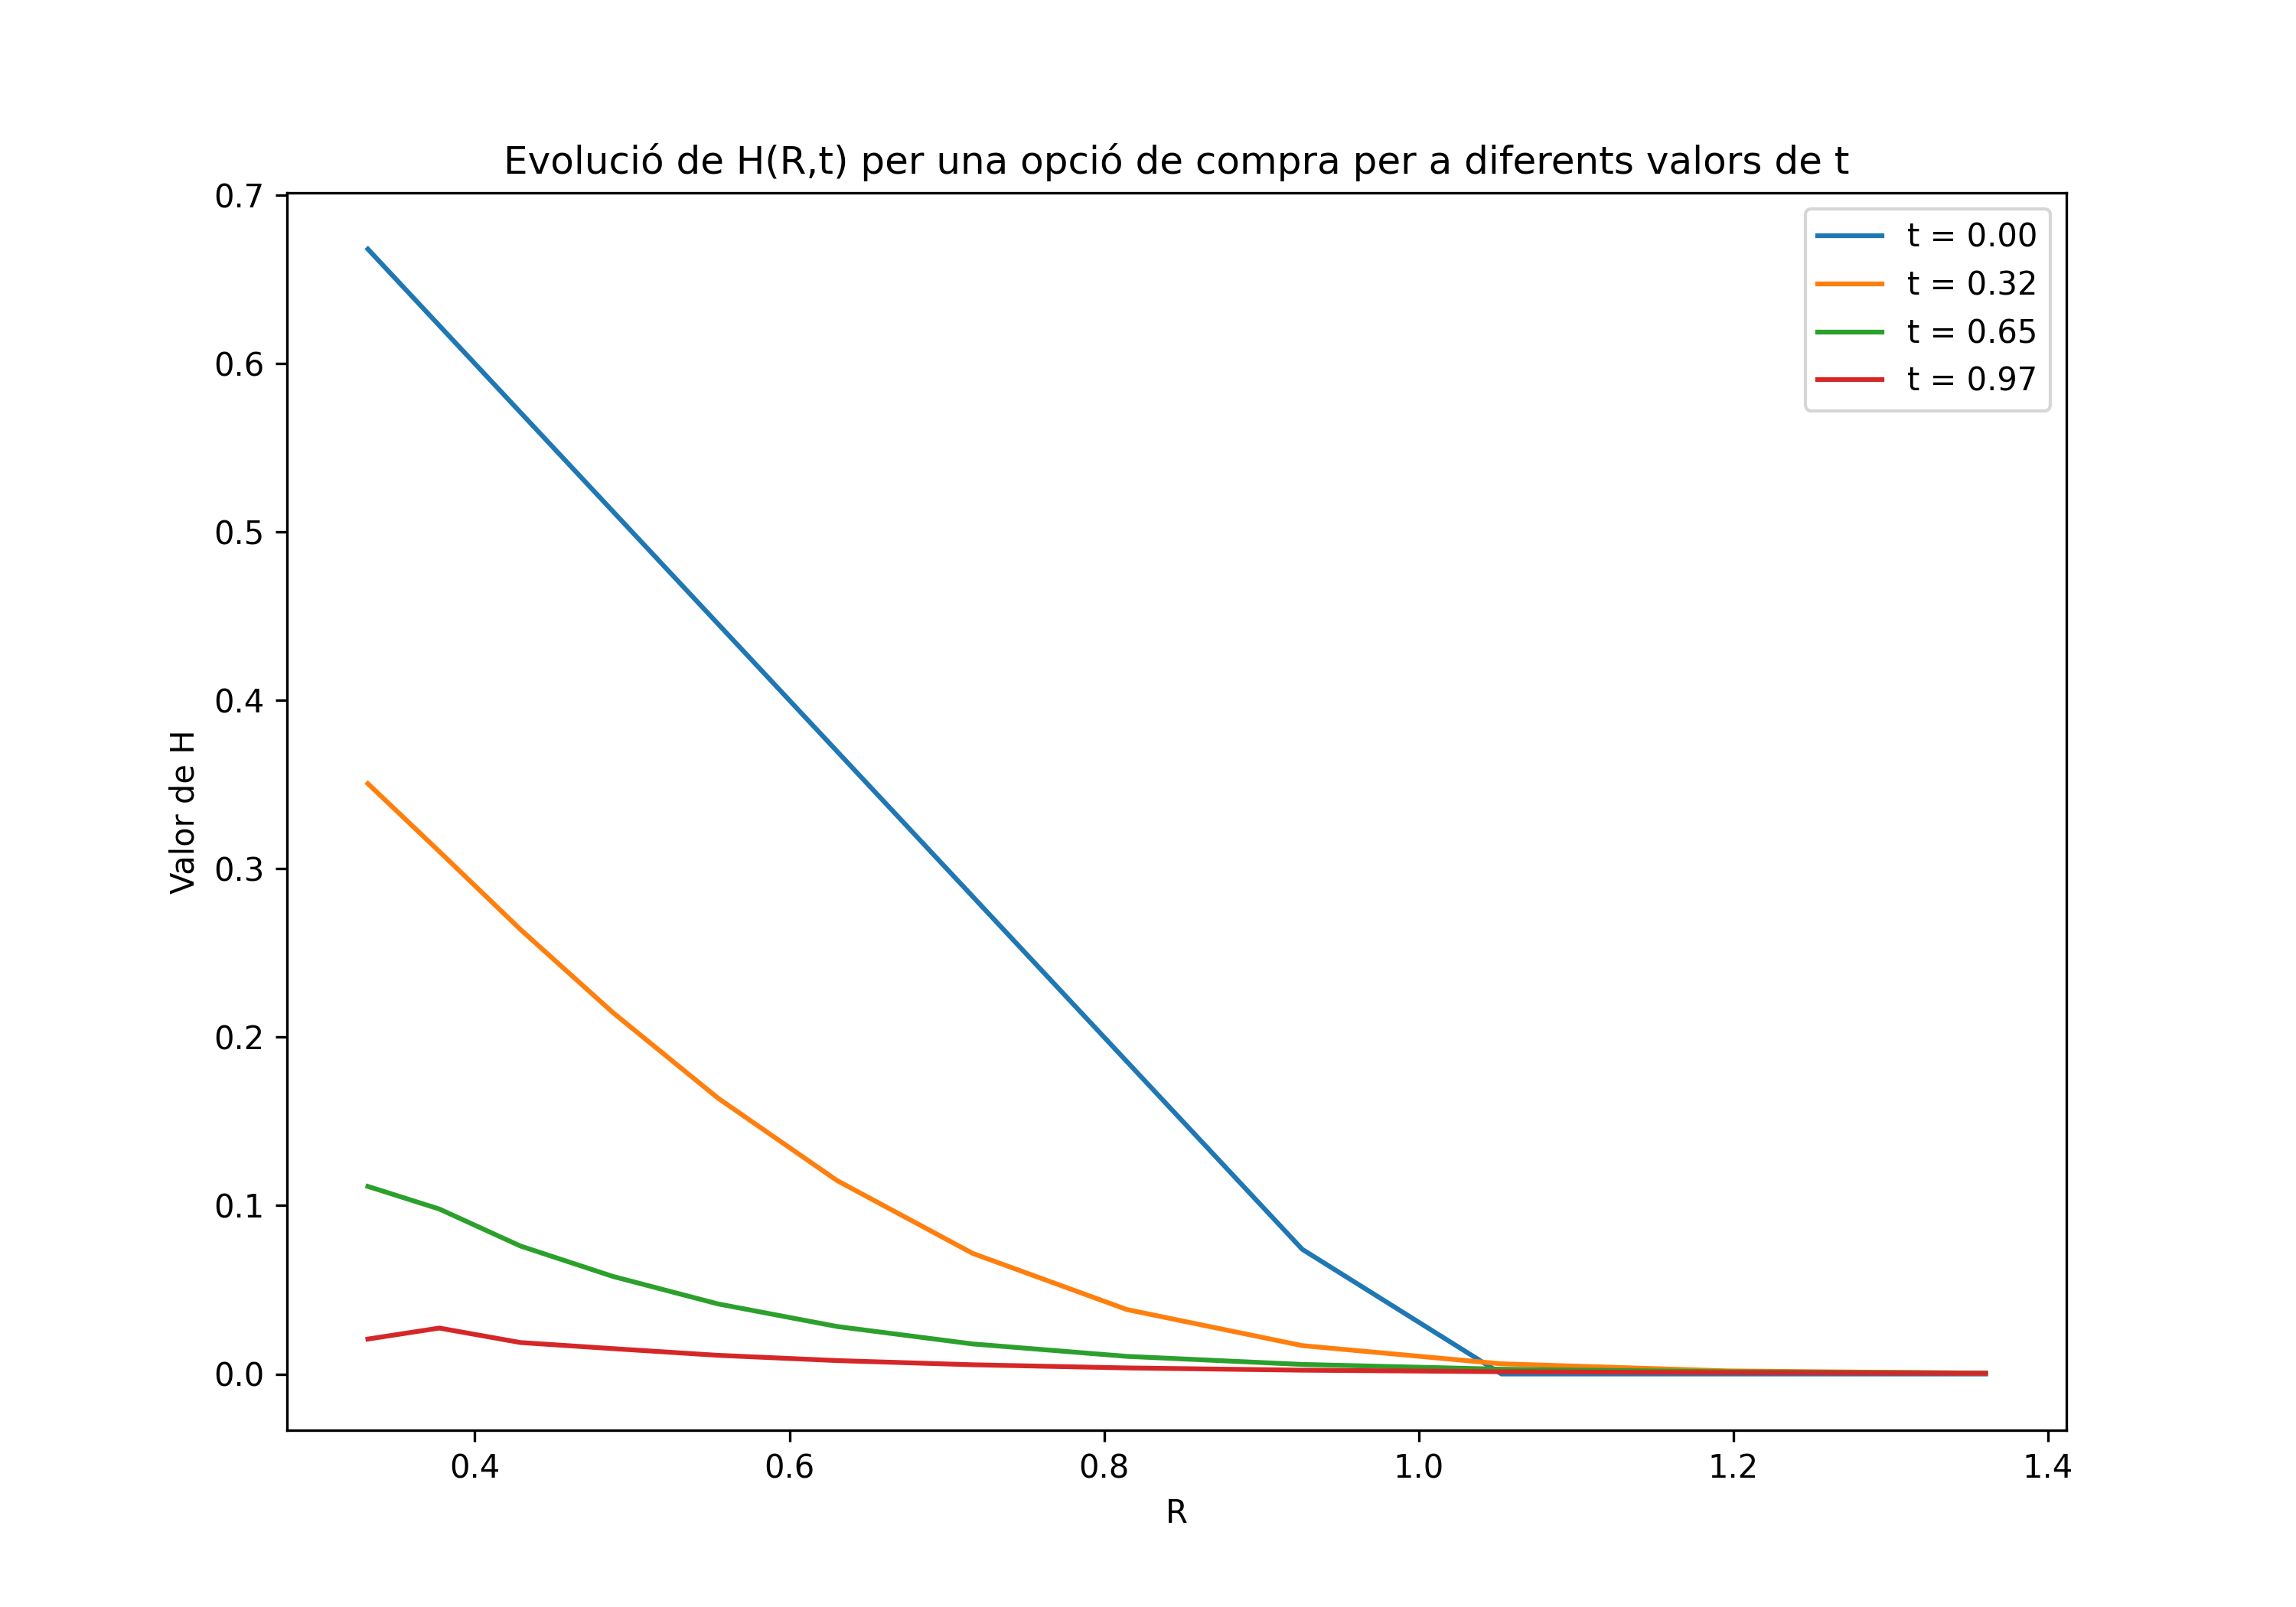 Evolució de H(R,t) per una opció de compra per a diferents valors de t
0.7
0.6
0.5
0.4
0.3
0.2
0.1
0.0
Valor de H
t = 0.00
t = 0.32
t = 0.65
t = 0.97
0.4 0.6 0.8 1.0 1.2 1.4
R